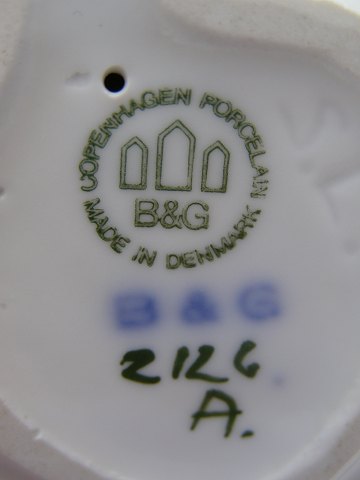 COPENHAGEN PORCELAIN
B&G
MADE IN DENMARK
B & G
2126
A.